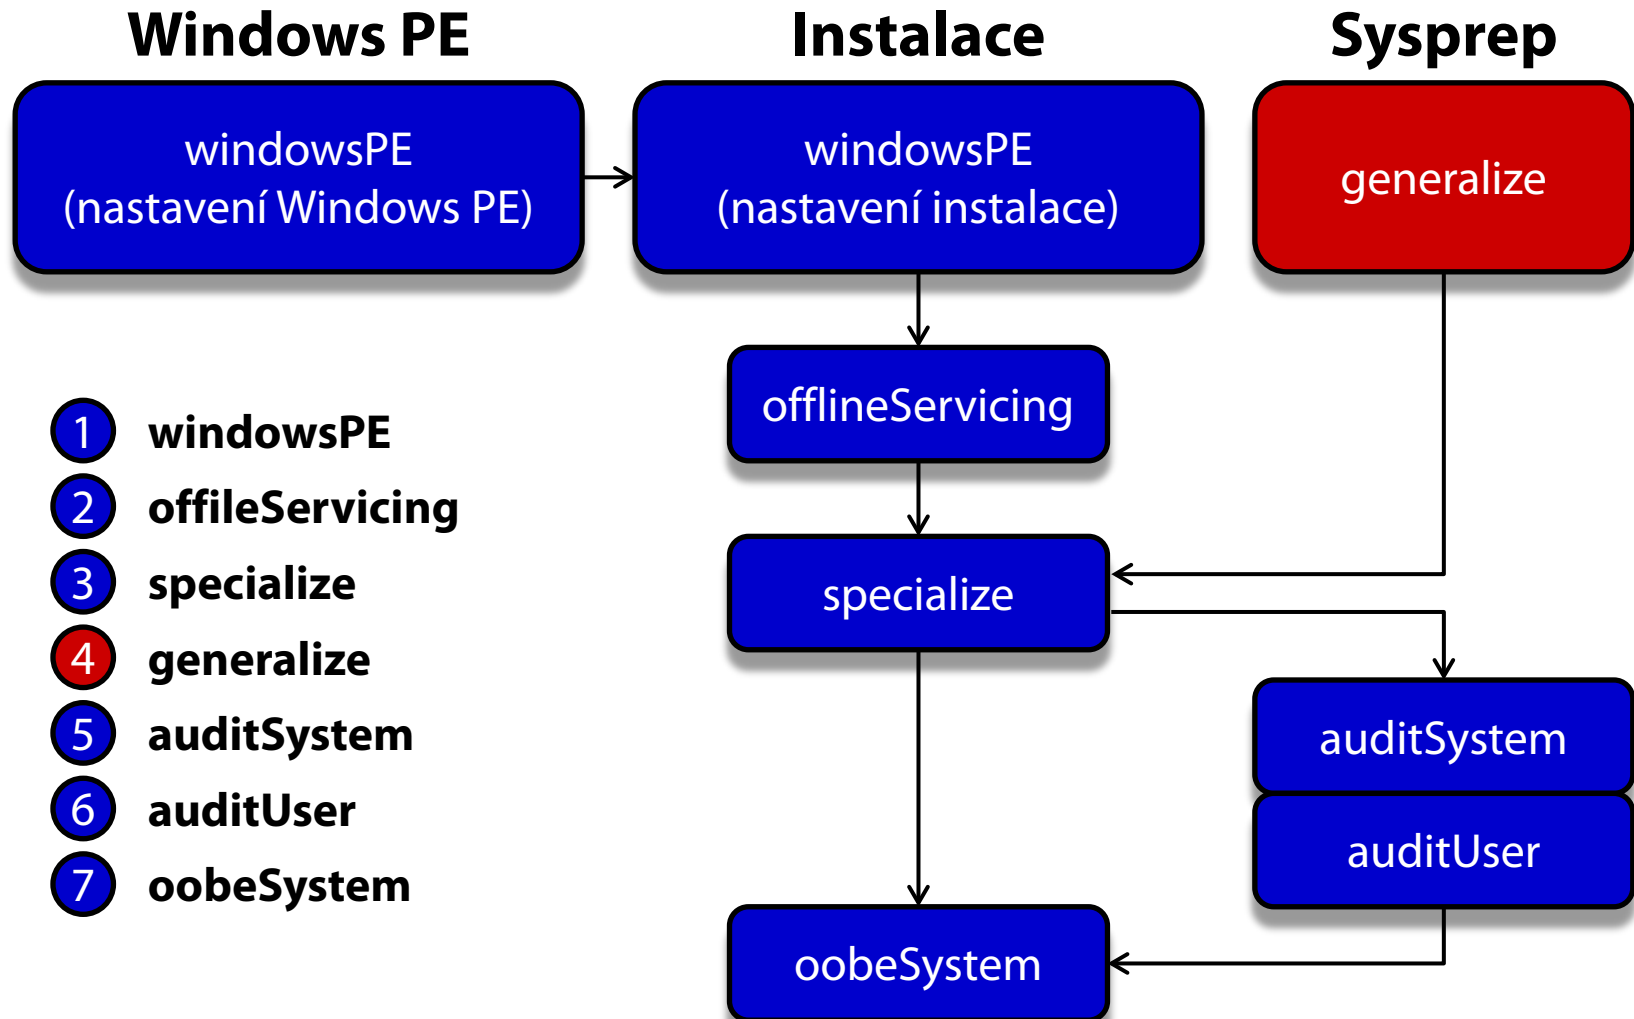 Windows PE
Instalace
Sysprep
windowsPE
(nastavení Windows PE)
windowsPE
(nastavení instalace)
generalize
offlineServicing
specialize
auditSystem
auditUser
oobeSystem
1 windowsPE
2 offileServicing
3 specialize
4 generalize
5 auditSystem
6 auditUser
7 oobeSystem